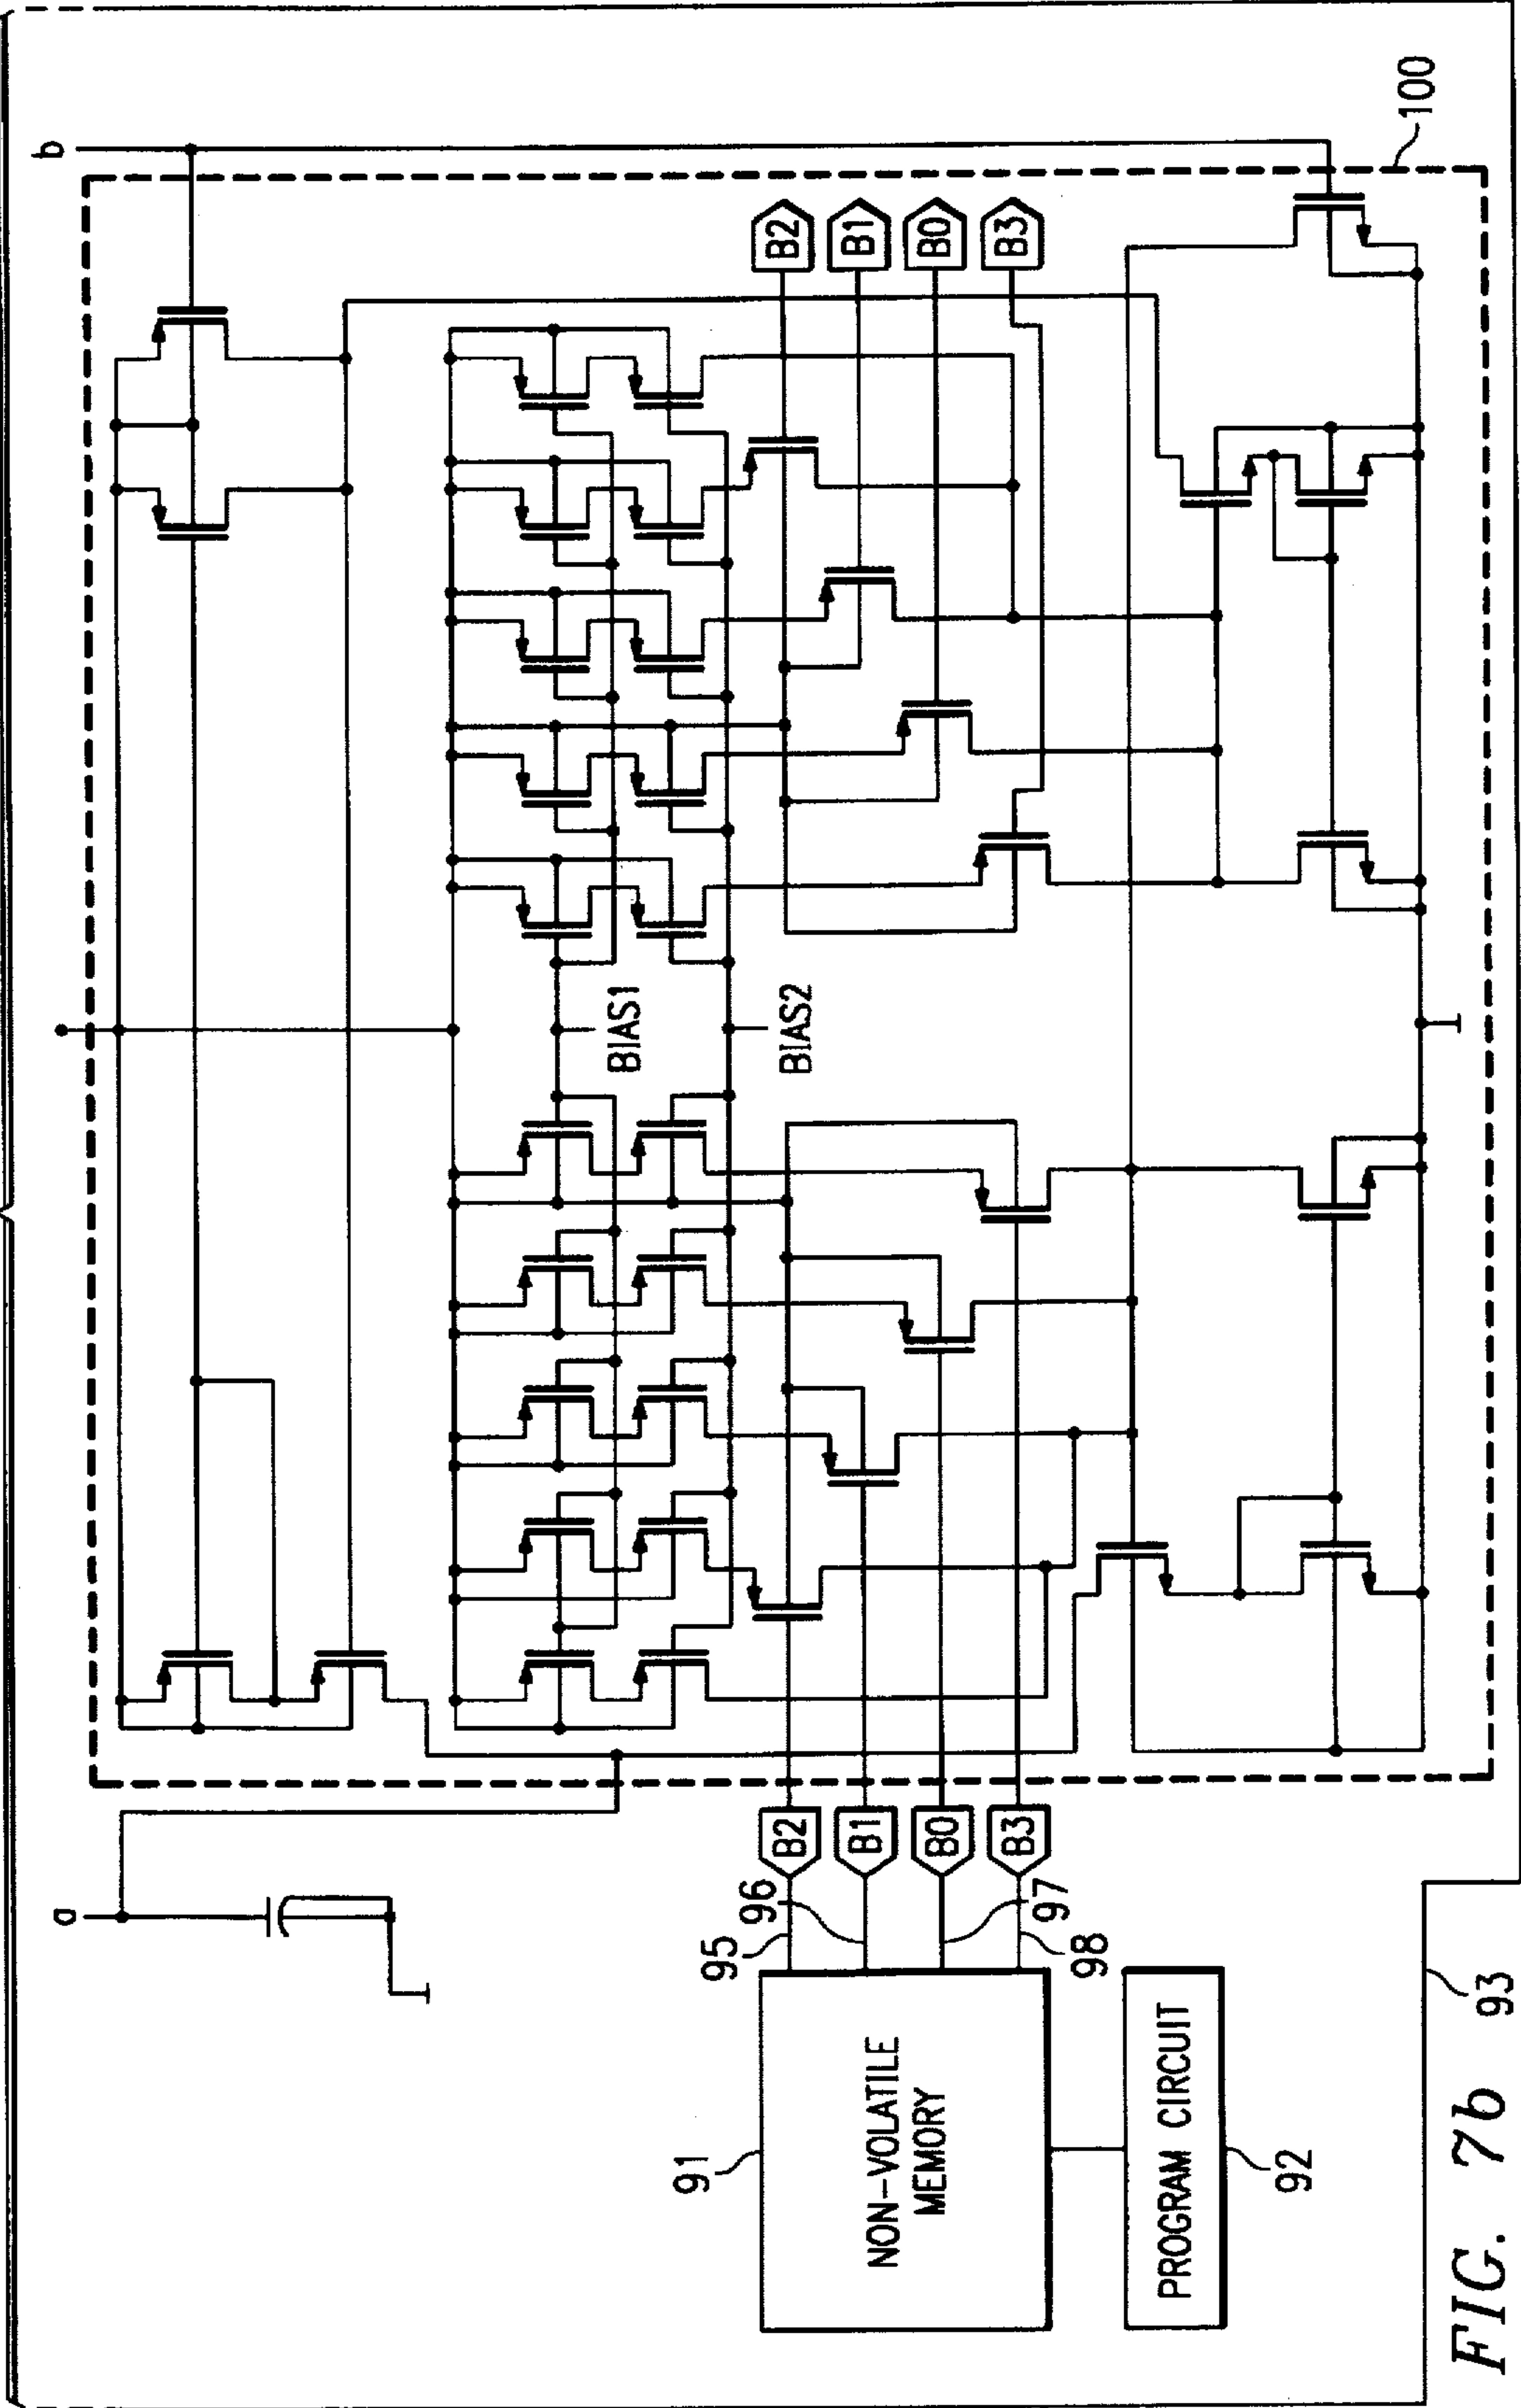 a
b
BIAS1
BIAS2
B2
B1
B0
B3
B2
B1
B0
B3
95
96
97
98
91
NON-VOLATILE
MEMORY
PROGRAM CIRCUIT
92
93
100
FIG. 7b